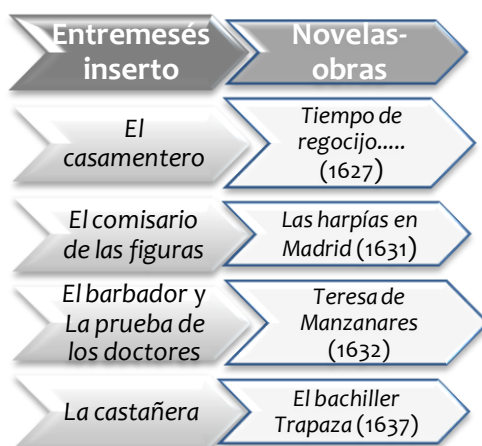 Entremesés
inserto
Novelas-
obras
El
casamentero
Tiempo de
regocijo.....
(1627)
El comisario
de las figuras
Las harpías en
Madrid (1631)
El barbador y
La prueba de
los doctores
Teresa de
Manzanares
(1632)
La castañera
El bachiller
Trapaza (1637)